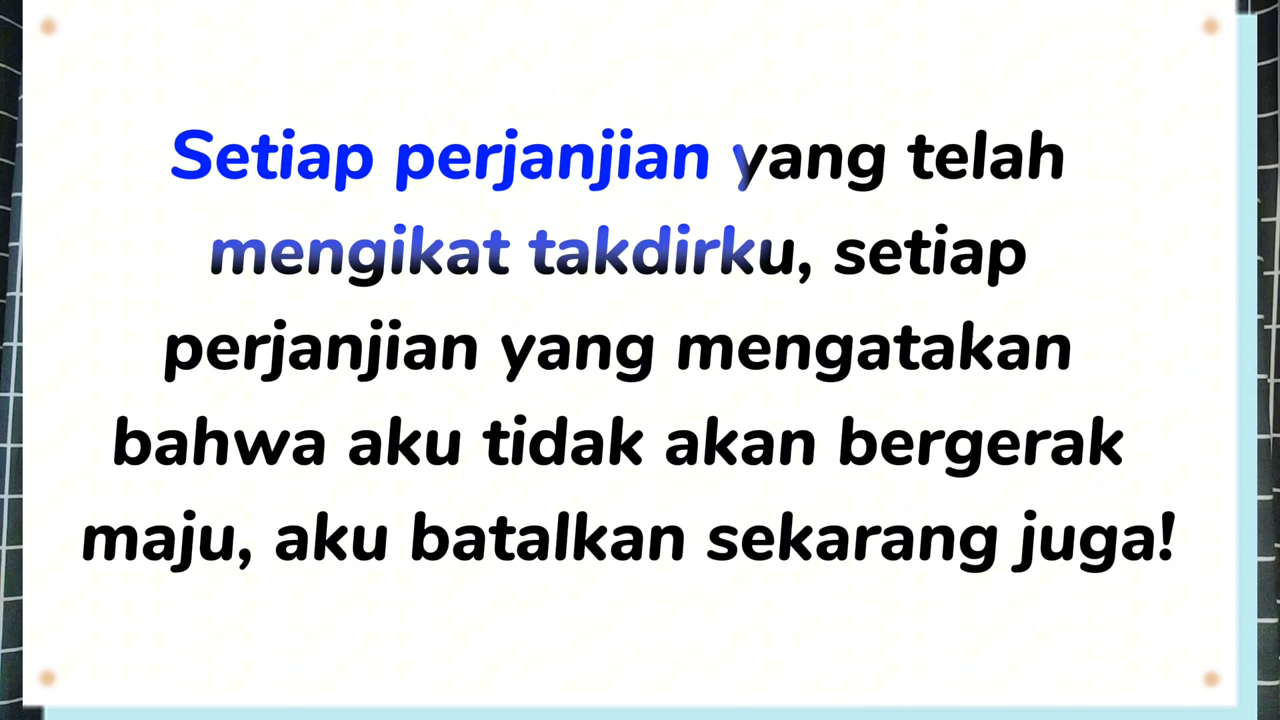 Setiap perjanjian yang telah
mengikat takdirku, setiap
perjanjian yang mengatakan
bahwa aku tidak akan bergerak
maju, aku batalkan sekarang juga!